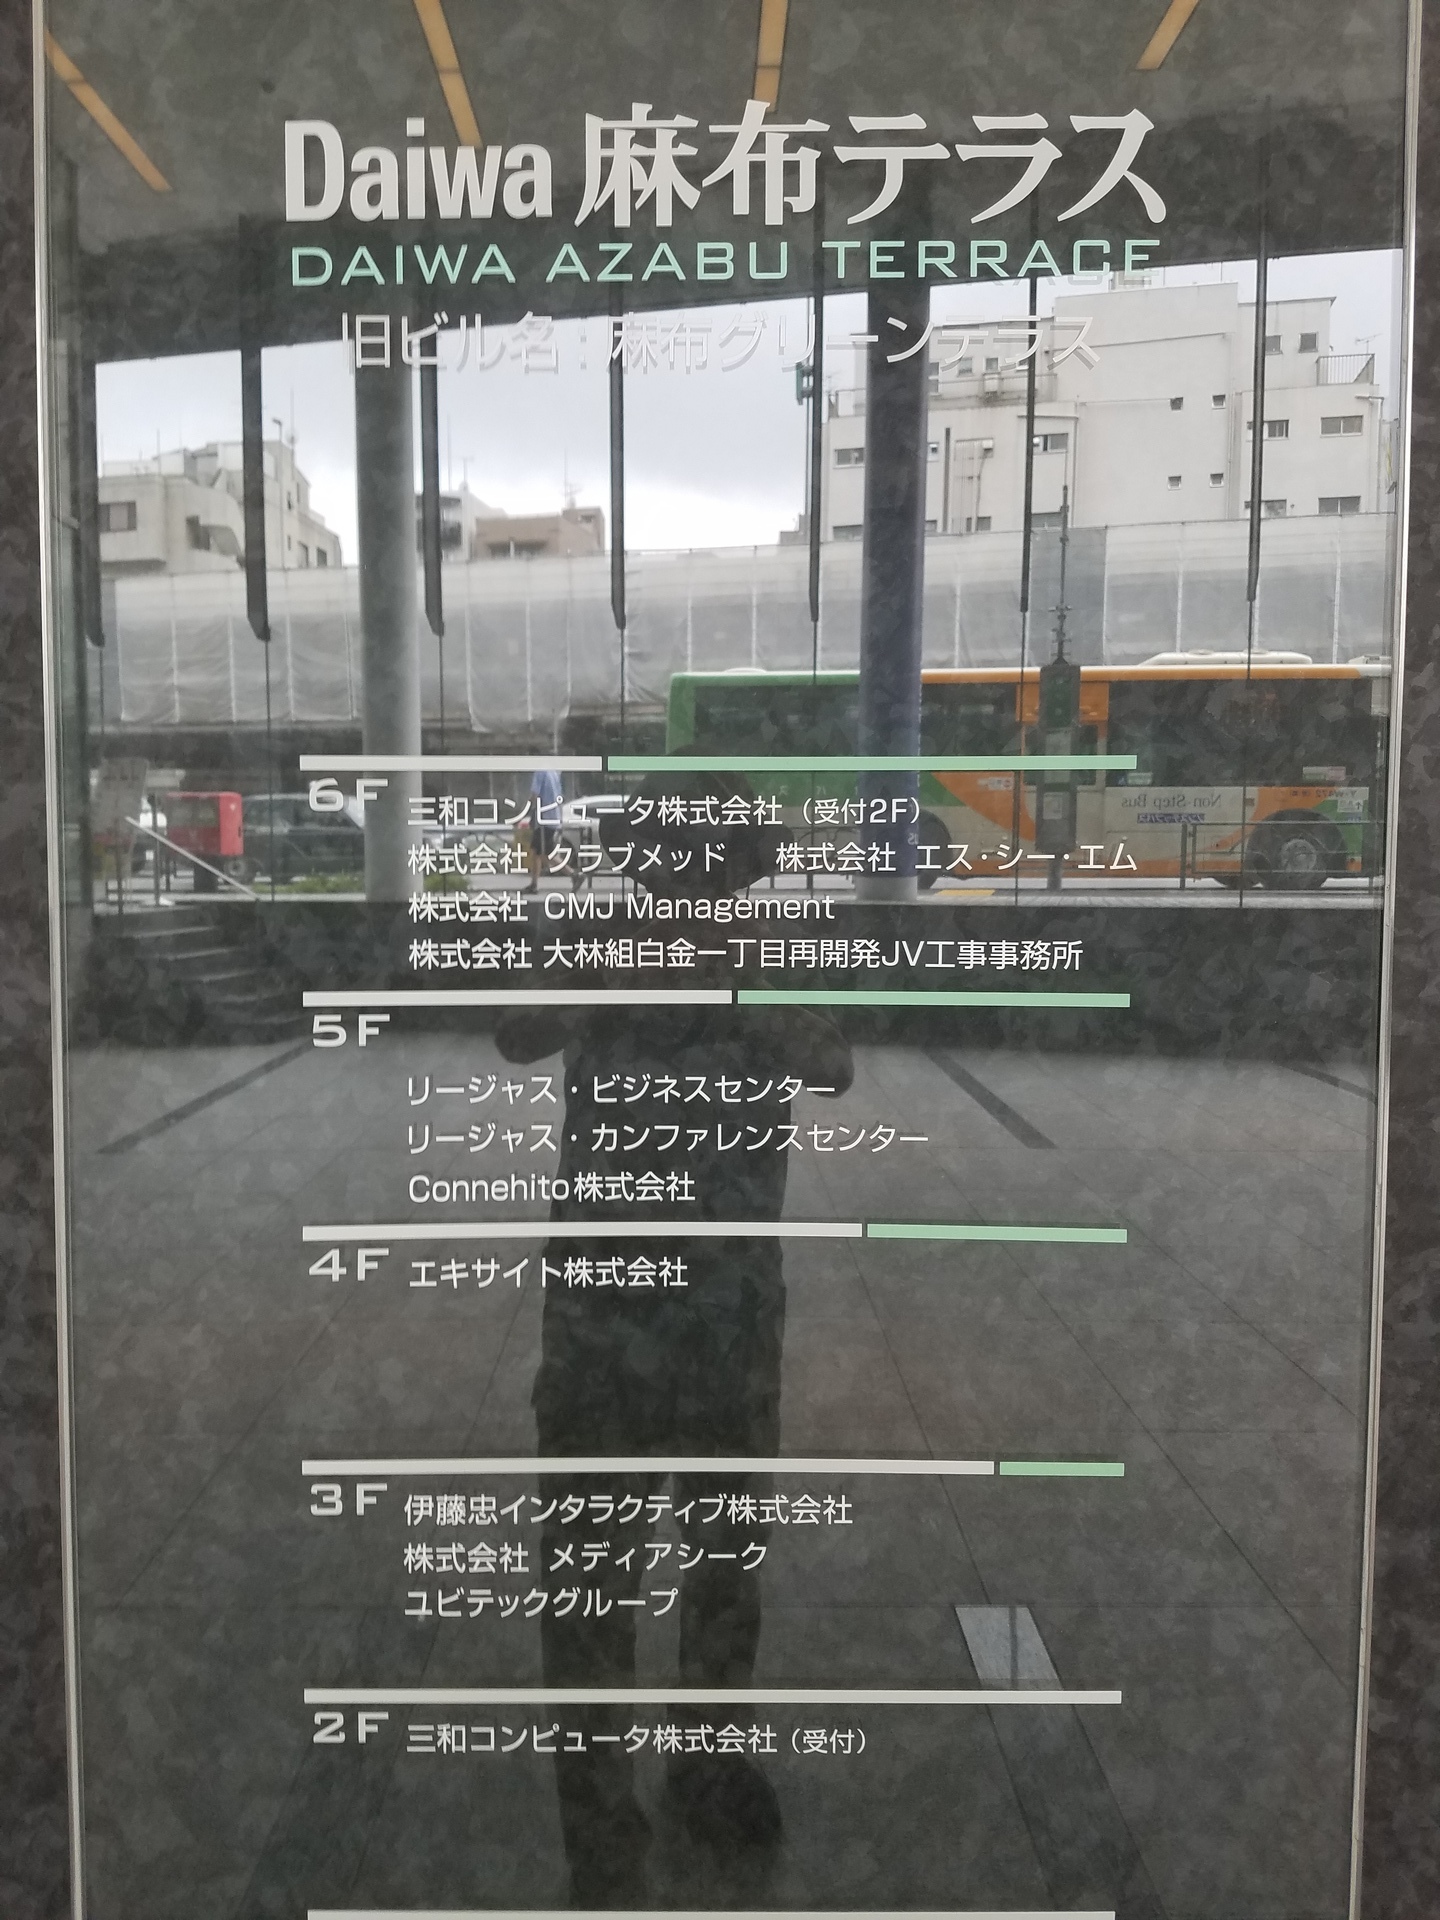 Daiwa 麻布テラス
DAIWA AZABU TERRACE
旧ビル名：麻布グリーンテラス
6F
三和コンピュータ株式会社（受付2F）
株式会社 クラブメッド 株式会社 エス・シー・エム
株式会社 CMJ Management
株式会社 大林組白金一丁目再開発JV工事事務所
5F
リージャス・ビジネスセンター
リージャス・カンファレンスセンター
Connehito株式会社
4F エキサイト株式会社
3F 伊藤忠インタラクティブ株式会社
株式会社 メディアシーク
ユビテックグループ
2F 三和コンピュータ株式会社（受付）
Non-Step Bus